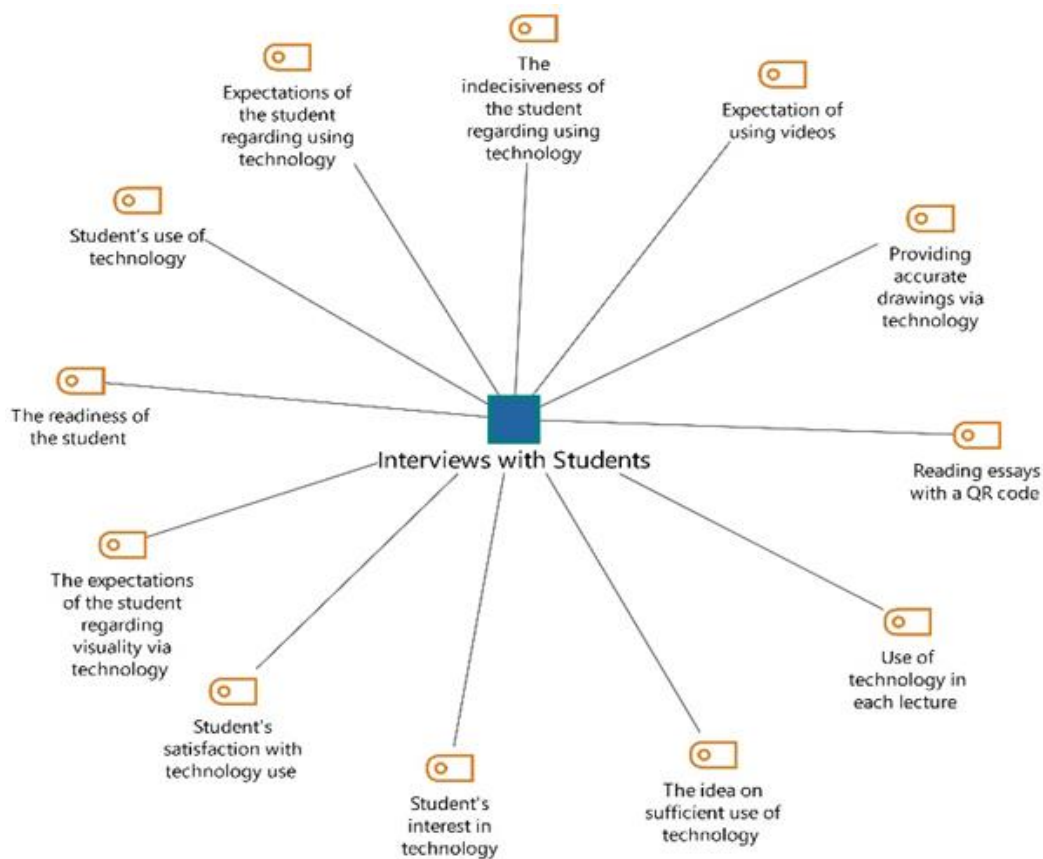 The
indecisiveness of
the student
regarding using
technology
Expectations of
the student
regarding using
technology
Expectation of
using videos
Student's use of
technology
Providing
accurate
drawings via
technology
The readiness of
the student
Interviews with Students
Reading essays
with a QR code
The expectations
of the student
regarding
visuality via
technology
Use of
technology in
each lecture
Student's
satisfaction with
technology use
Student's
interest in
technology
The idea on
sufficient use of
technology